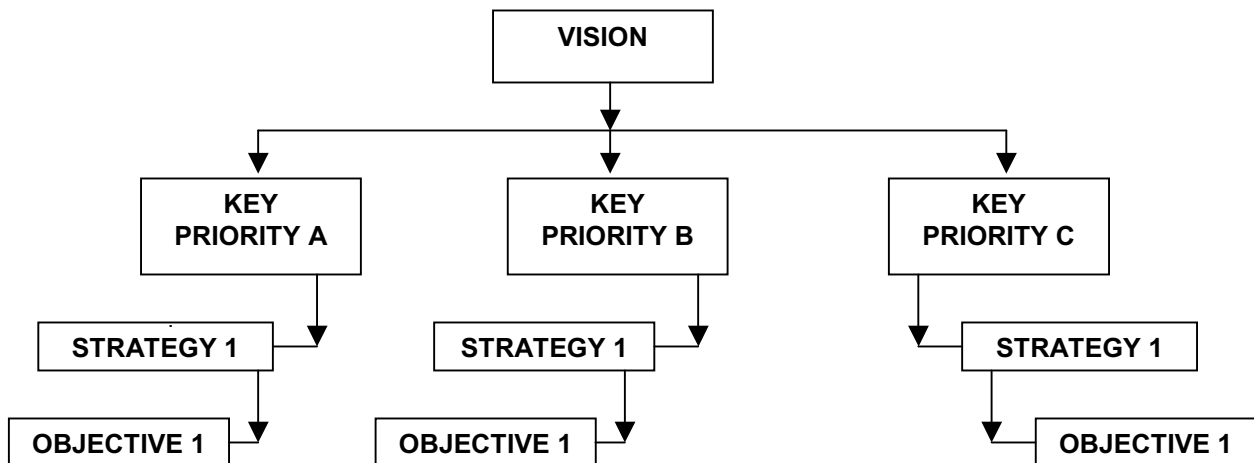 VISION
KEY
PRIORITY A
KEY
PRIORITY B
KEY
PRIORITY C
STRATEGY 1
STRATEGY 1
STRATEGY 1
OBJECTIVE 1
OBJECTIVE 1
OBJECTIVE 1